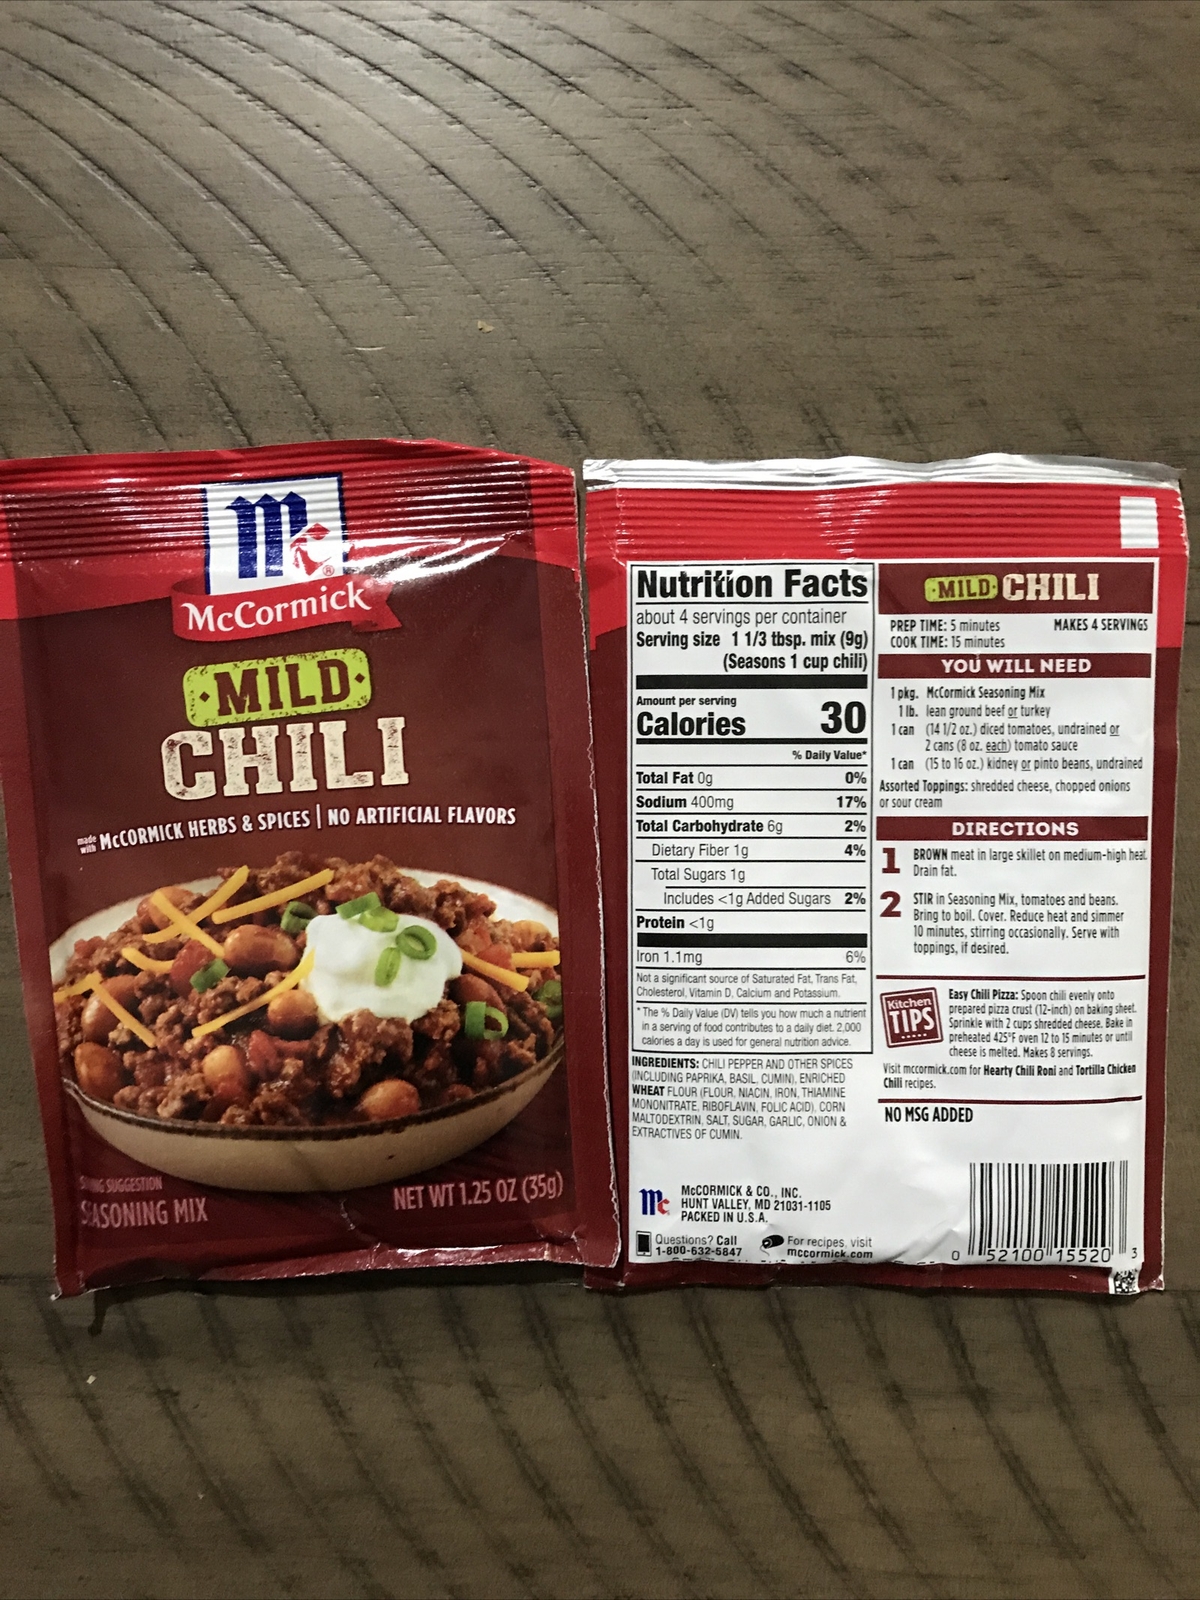 Mc
®
McCormick
MILD
CHILI
made with McCORMICK HERBS & SPICES | NO ARTIFICIAL FLAVORS
SUGGESTION
SEASONING MIX
NET WT 1.25 OZ (35g)
Nutrition Facts
about 4 servings per container
Serving size 1 1/3 tbsp. mix (9g)
(Seasons 1 cup chili)
Amount per serving
Calories 30
% Daily Value*
Total Fat 0g 0%
Sodium 400mg 17%
Total Carbohydrate 6g 2%
Dietary Fiber 1g 4%
Total Sugars 1g
Includes <1g Added Sugars 2%
Protein <1g
Iron 1.1mg 6%
Not a significant source of Saturated Fat, Trans Fat,
Cholesterol, Vitamin D, Calcium and Potassium.
* The % Daily Value (DV) tells you how much a nutrient
in a serving of food contributes to a daily diet. 2,000
calories a day is used for general nutrition advice.
INGREDIENTS: CHILI PEPPER AND OTHER SPICES
(INCLUDING PAPRIKA, BASIL, CUMIN), ENRICHED
WHEAT FLOUR (FLOUR, NIACIN, IRON, THIAMINE
MONONITRATE, RIBOFLAVIN, FOLIC ACID), CORN
MALTODEXTRIN, SALT, SUGAR, GARLIC, ONION &
EXTRACTIVES OF CUMIN.
Mc
McCORMICK & CO., INC.
HUNT VALLEY, MD 21031-1105
PACKED IN U.S.A.
Questions? Call
1-800-632-5847
For recipes, visit
mccormick.com
MILD CHILI
PREP TIME: 5 minutes MAKES 4 SERVINGS
COOK TIME: 15 minutes
YOU WILL NEED
1 pkg. McCormick Seasoning Mix
1 lb. lean ground beef or turkey
1 can (14 1/2 oz.) diced tomatoes, undrained or
2 cans (8 oz. each) tomato sauce
1 can (15 to 16 oz.) kidney or pinto beans, undrained
Assorted Toppings: shredded cheese, chopped onions
or sour cream
DIRECTIONS
1 BROWN meat in large skillet on medium-high heat.
Drain fat.
2 STIR in Seasoning Mix, tomatoes and beans.
Bring to boil. Cover. Reduce heat and simmer
10 minutes, stirring occasionally. Serve with
toppings, if desired.
Kitchen
TIPS
Easy Chili Pizza: Spoon chili evenly onto
prepared pizza crust (12-inch) on baking sheet.
Sprinkle with 2 cups shredded cheese. Bake in
preheated 425°F oven 12 to 15 minutes or until
cheese is melted. Makes 8 servings.
Visit mccormick.com for Hearty Chili Roni and Tortilla Chicken
Chili recipes.
NO MSG ADDED
0 52100 15520 3